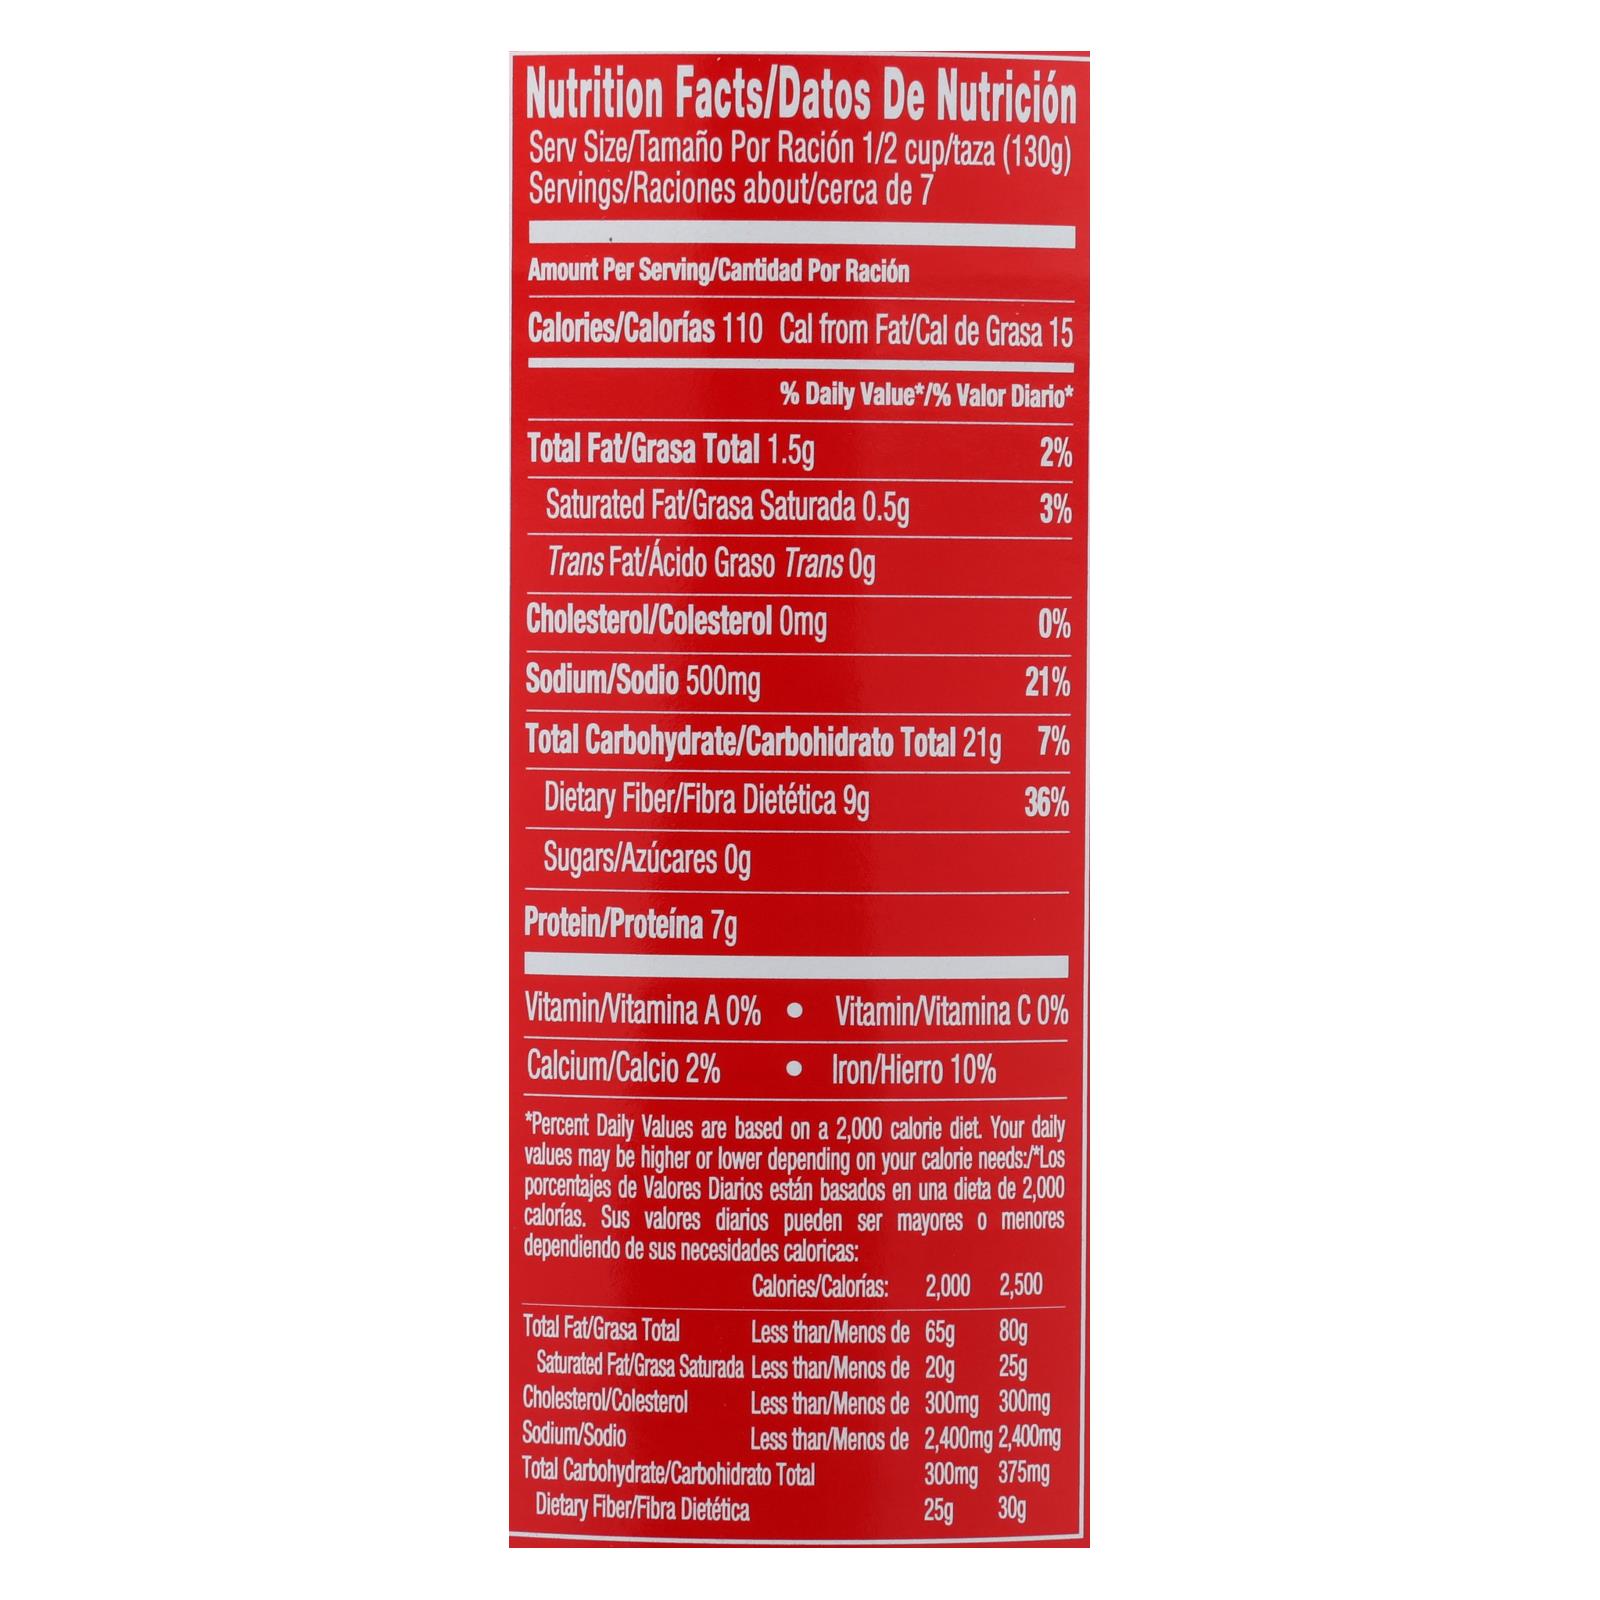 Nutrition Facts/Datos De Nutrición
Serv Size/Tamaño Por Ración 1/2 cup/taza (130g)
Servings/Raciones about/cerca de 7
Amount Per Serving/Cantidad Por Ración
Calories/Calorías 110 Cal from Fat/Cal de Grasa 15
% Daily Value*/% Valor Diario*
Total Fat/Grasa Total 1.5g 2%
Saturated Fat/Grasa Saturada 0.5g 3%
Trans Fat/Ácido Graso Trans 0g
Cholesterol/Colesterol 0mg 0%
Sodium/Sodio 500mg 21%
Total Carbohydrate/Carbohidrato Total 21g 7%
Dietary Fiber/Fibra Dietética 9g 36%
Sugars/Azúcares 0g
Protein/Proteína 7g
Vitamin/Vitamina A 0% • Vitamin/Vitamina C 0%
Calcium/Calcio 2% • Iron/Hierro 10%
*Percent Daily Values are based on a 2,000 calorie diet. Your daily
values may be higher or lower depending on your calorie needs:/*Los
porcentajes de Valores Diarios están basados en una dieta de 2,000
calorías. Sus valores diarios pueden ser mayores o menores
dependiendo de sus necesidades caloricas:
Calories/Calorías: 2,000 2,500
Total Fat/Grasa Total Less than/Menos de 65g 80g
Saturated Fat/Grasa Saturada Less than/Menos de 20g 25g
Cholesterol/Colesterol Less than/Menos de 300mg 300mg
Sodium/Sodio Less than/Menos de 2,400mg 2,400mg
Total Carbohydrate/Carbohidrato Total 300mg 375mg
Dietary Fiber/Fibra Dietética 25g 30g